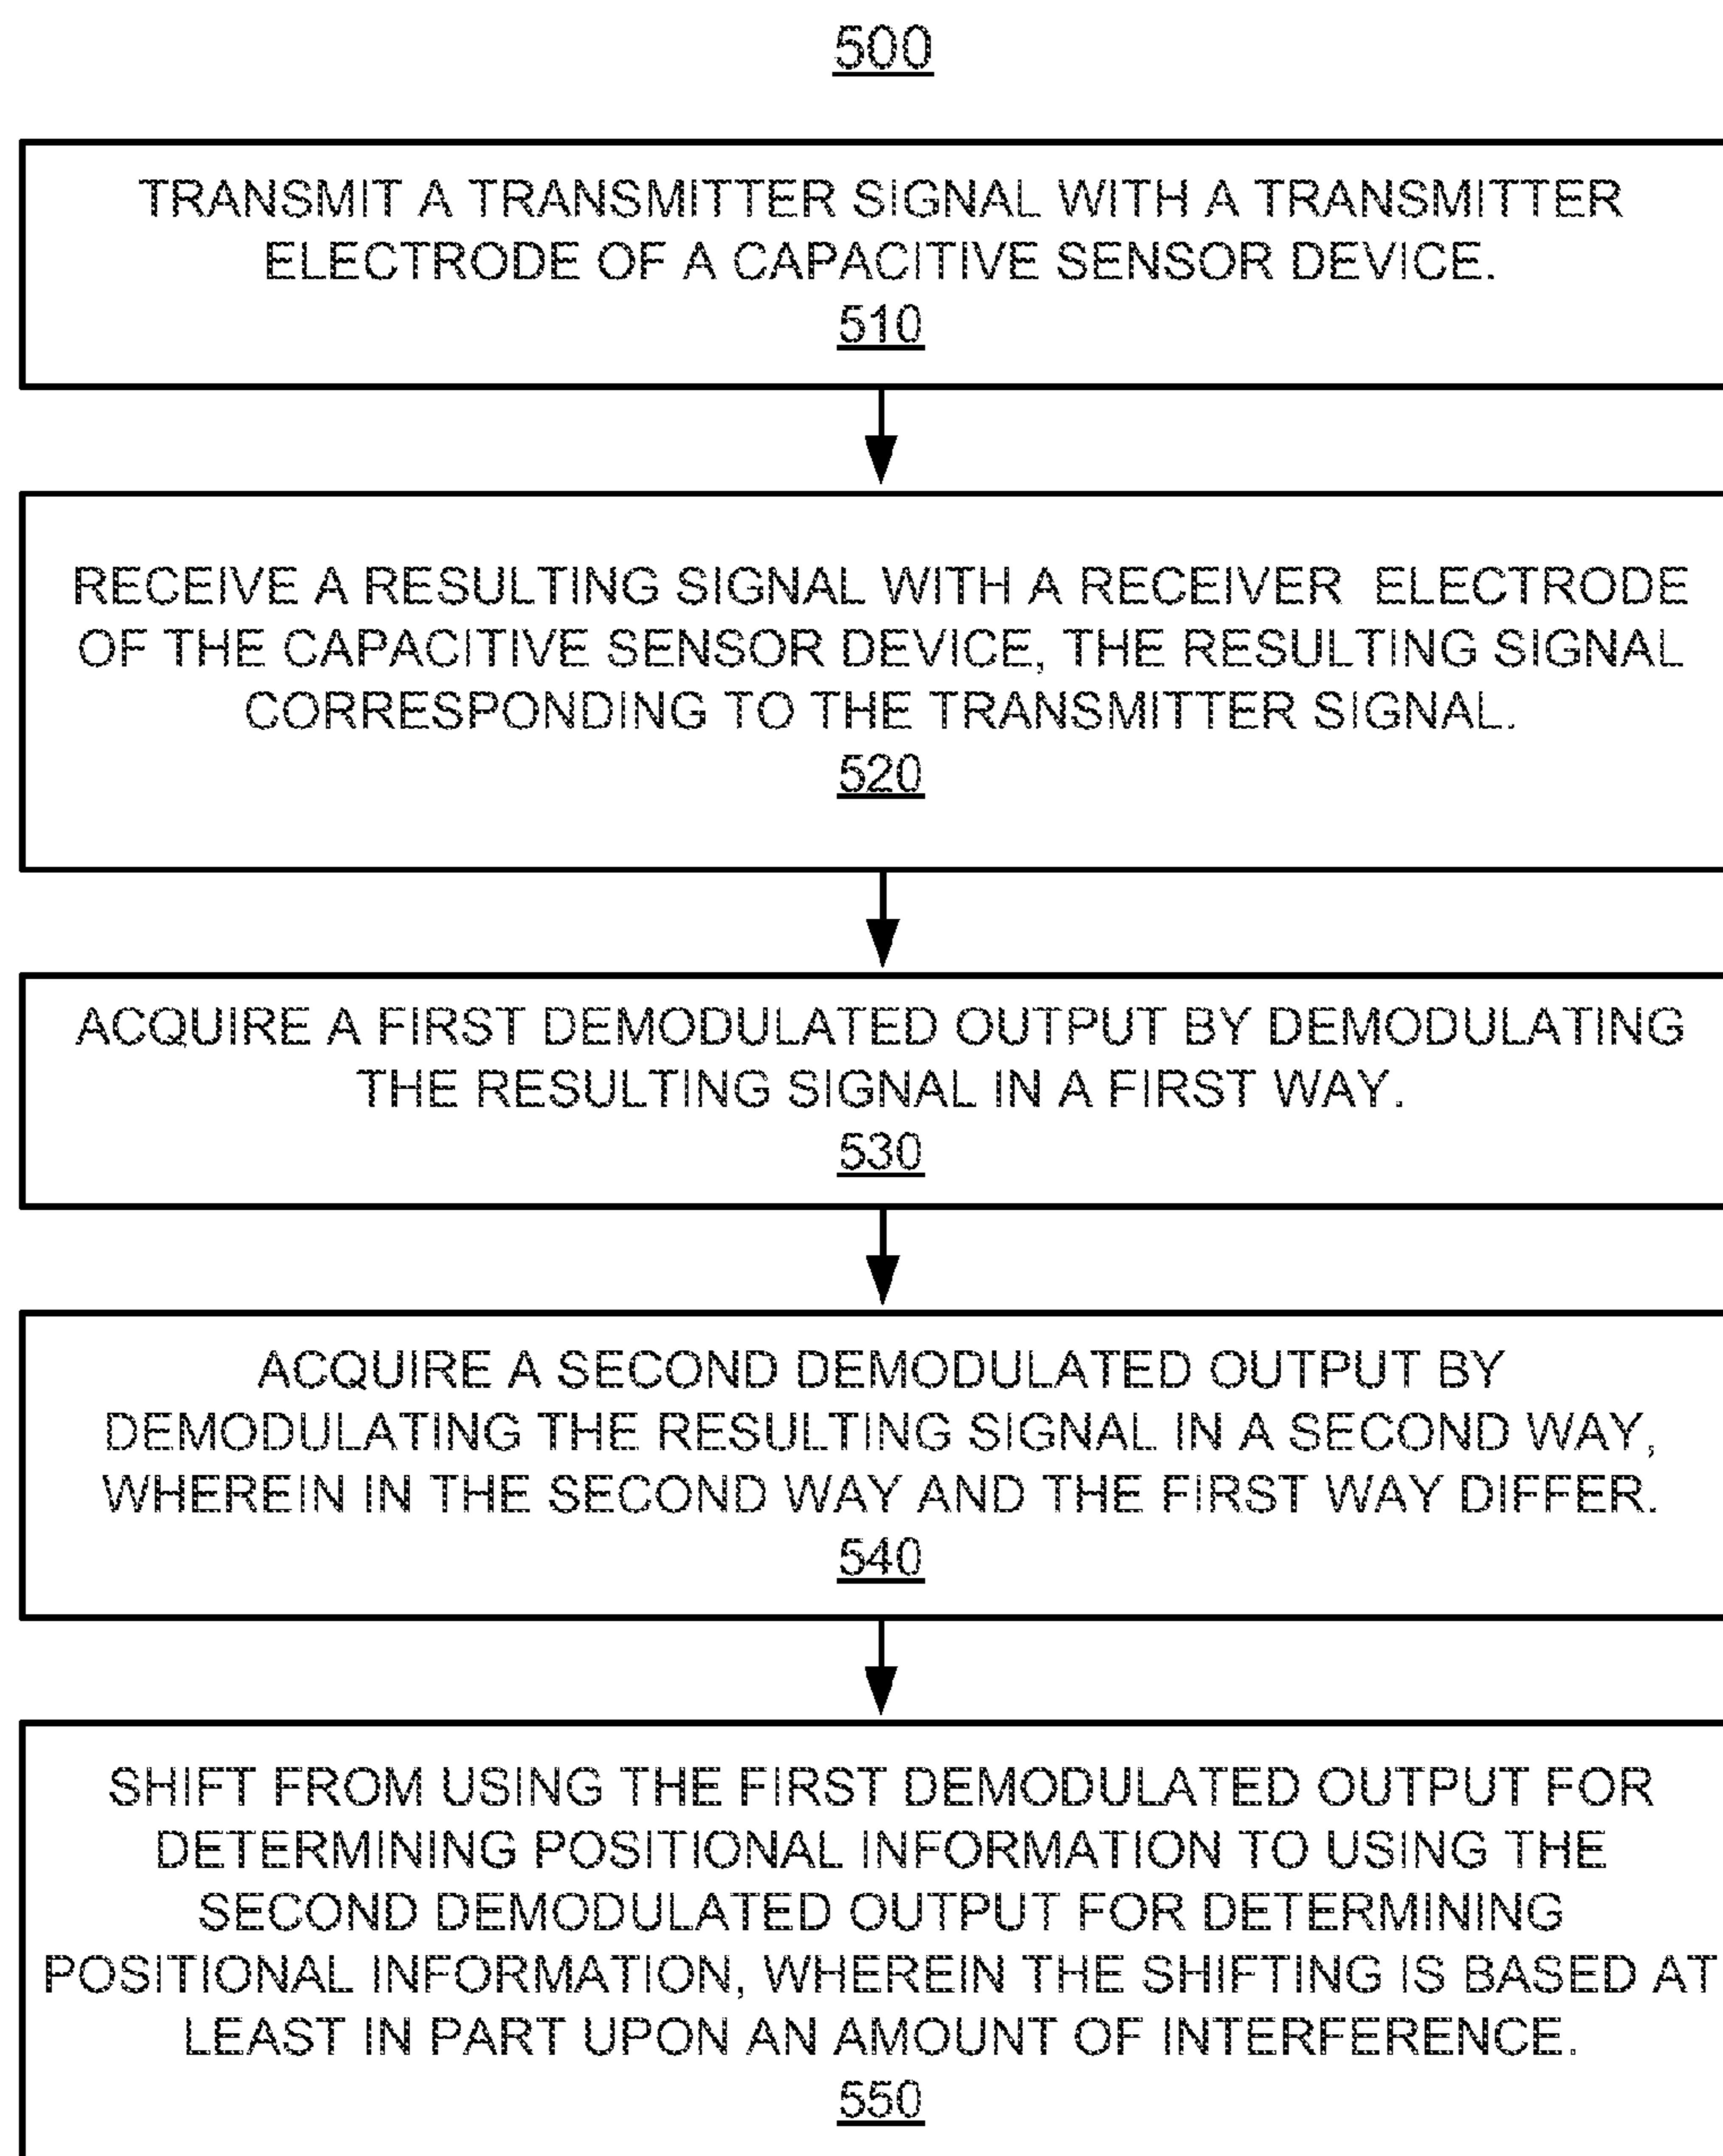 500
TRANSMIT A TRANSMITTER SIGNAL WITH A TRANSMITTER
ELECTRODE OF A CAPACITIVE SENSOR DEVICE.
510
RECEIVE A RESULTING SIGNAL WITH A RECEIVER ELECTRODE
OF THE CAPACITIVE SENSOR DEVICE, THE RESULTING SIGNAL
CORRESPONDING TO THE TRANSMITTER SIGNAL.
520
ACQUIRE A FIRST DEMODULATED OUTPUT BY DEMODULATING
THE RESULTING SIGNAL IN A FIRST WAY.
530
ACQUIRE A SECOND DEMODULATED OUTPUT BY
DEMODULATING THE RESULTING SIGNAL IN A SECOND WAY,
WHEREIN IN THE SECOND WAY AND THE FIRST WAY DIFFER.
540
SHIFT FROM USING THE FIRST DEMODULATED OUTPUT FOR
DETERMINING POSITIONAL INFORMATION TO USING THE
SECOND DEMODULATED OUTPUT FOR DETERMINING
POSITIONAL INFORMATION, WHEREIN THE SHIFTING IS BASED AT
LEAST IN PART UPON AN AMOUNT OF INTERFERENCE.
550